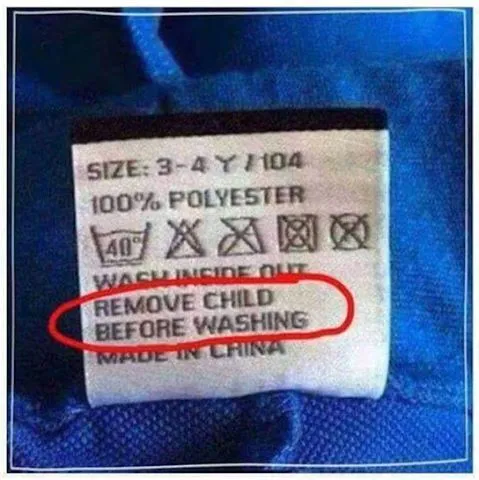 SIZE: 3-4 Y / 104
100% POLYESTER
40°
WASH INSIDE OUT
REMOVE CHILD
BEFORE WASHING
MADE IN CHINA